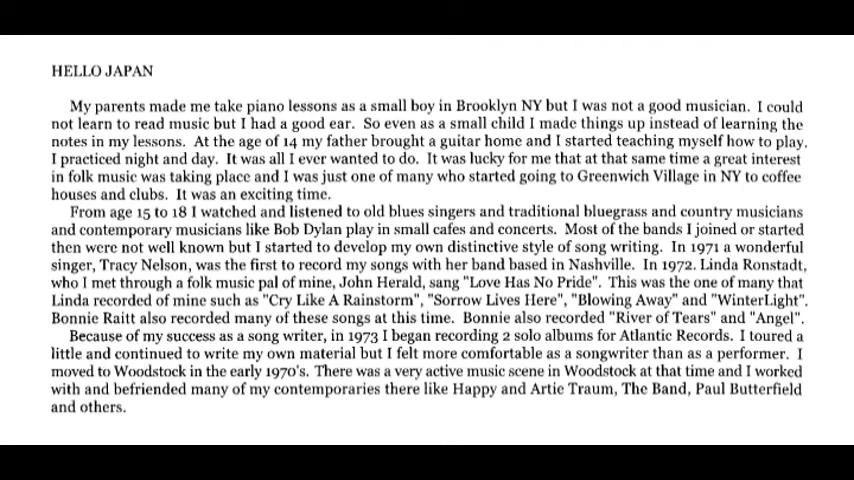 HELLO JAPAN
My parents made me take piano lessons as a small boy in Brooklyn NY but I was not a good musician. I could
not learn to read music but I had a good ear. So even as a small child I made things up instead of learning the
notes in my lessons. At the age of 14 my father brought a guitar home and I started teaching myself how to play.
I practiced night and day. It was all I ever wanted to do. It was lucky for me that at that same time a great interest
in folk music was taking place and I was just one of many who started going to Greenwich Village in NY to coffee
houses and clubs. It was an exciting time.
From age 15 to 18 I watched and listened to old blues singers and traditional bluegrass and country musicians
and contemporary musicians like Bob Dylan play in small cafes and concerts. Most of the bands I joined or started
then were not well known but I started to develop my own distinctive style of song writing. In 1971 a wonderful
singer, Tracy Nelson, was the first to record my songs with her band based in Nashville. In 1972. Linda Ronstadt,
who I met through a folk music pal of mine, John Herald, sang "Love Has No Pride". This was the one of many that
Linda recorded of mine such as "Cry Like A Rainstorm", "Sorrow Lives Here", "Blowing Away" and "WinterLight".
Bonnie Raitt also recorded many of these songs at this time. Bonnie also recorded "River of Tears" and "Angel".
Because of my success as a song writer, in 1973 I began recording 2 solo albums for Atlantic Records. I toured a
little and continued to write my own material but I felt more comfortable as a songwriter than as a performer. I
moved to Woodstock in the early 1970's. There was a very active music scene in Woodstock at that time and I worked
with and befriended many of my contemporaries there like Happy and Artie Traum, The Band, Paul Butterfield
and others.